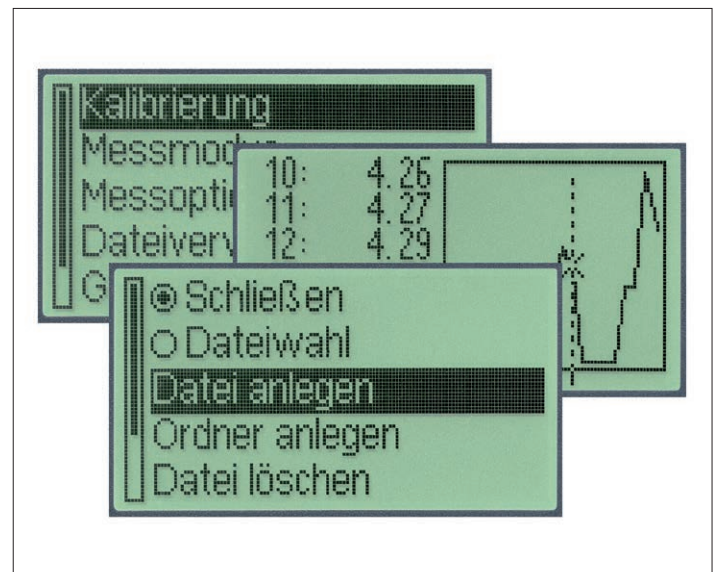 Kalibrierung
10: 4.26
11: 4.27
12: 4.29
Schließen
Dateiwahl
Datei anlegen
Ordner anlegen
Datei löschen